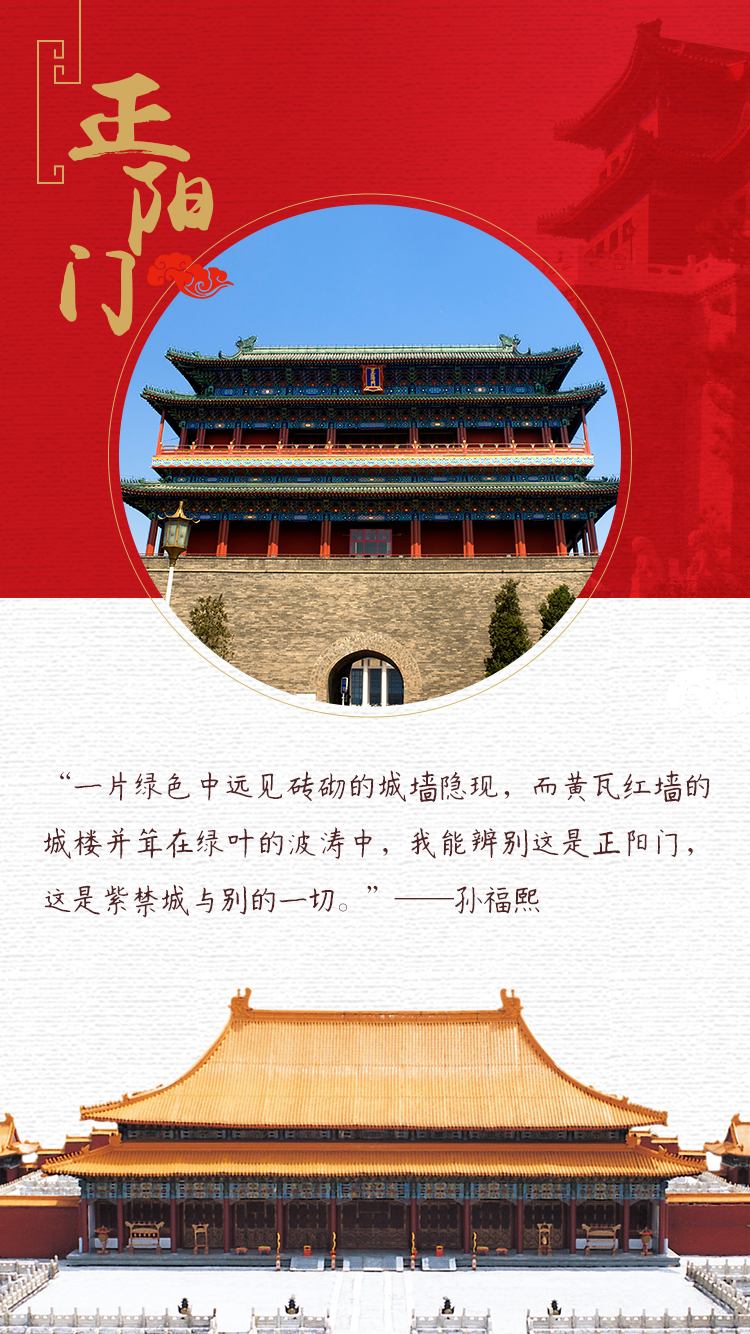 正阳门
“一片绿色中远见砖砌的城墙隐现，而黄瓦红墙的
城楼并耸在绿叶的波涛中，我能辨别这是正阳门，
这是紫禁城与别的一切。”——孙福熙